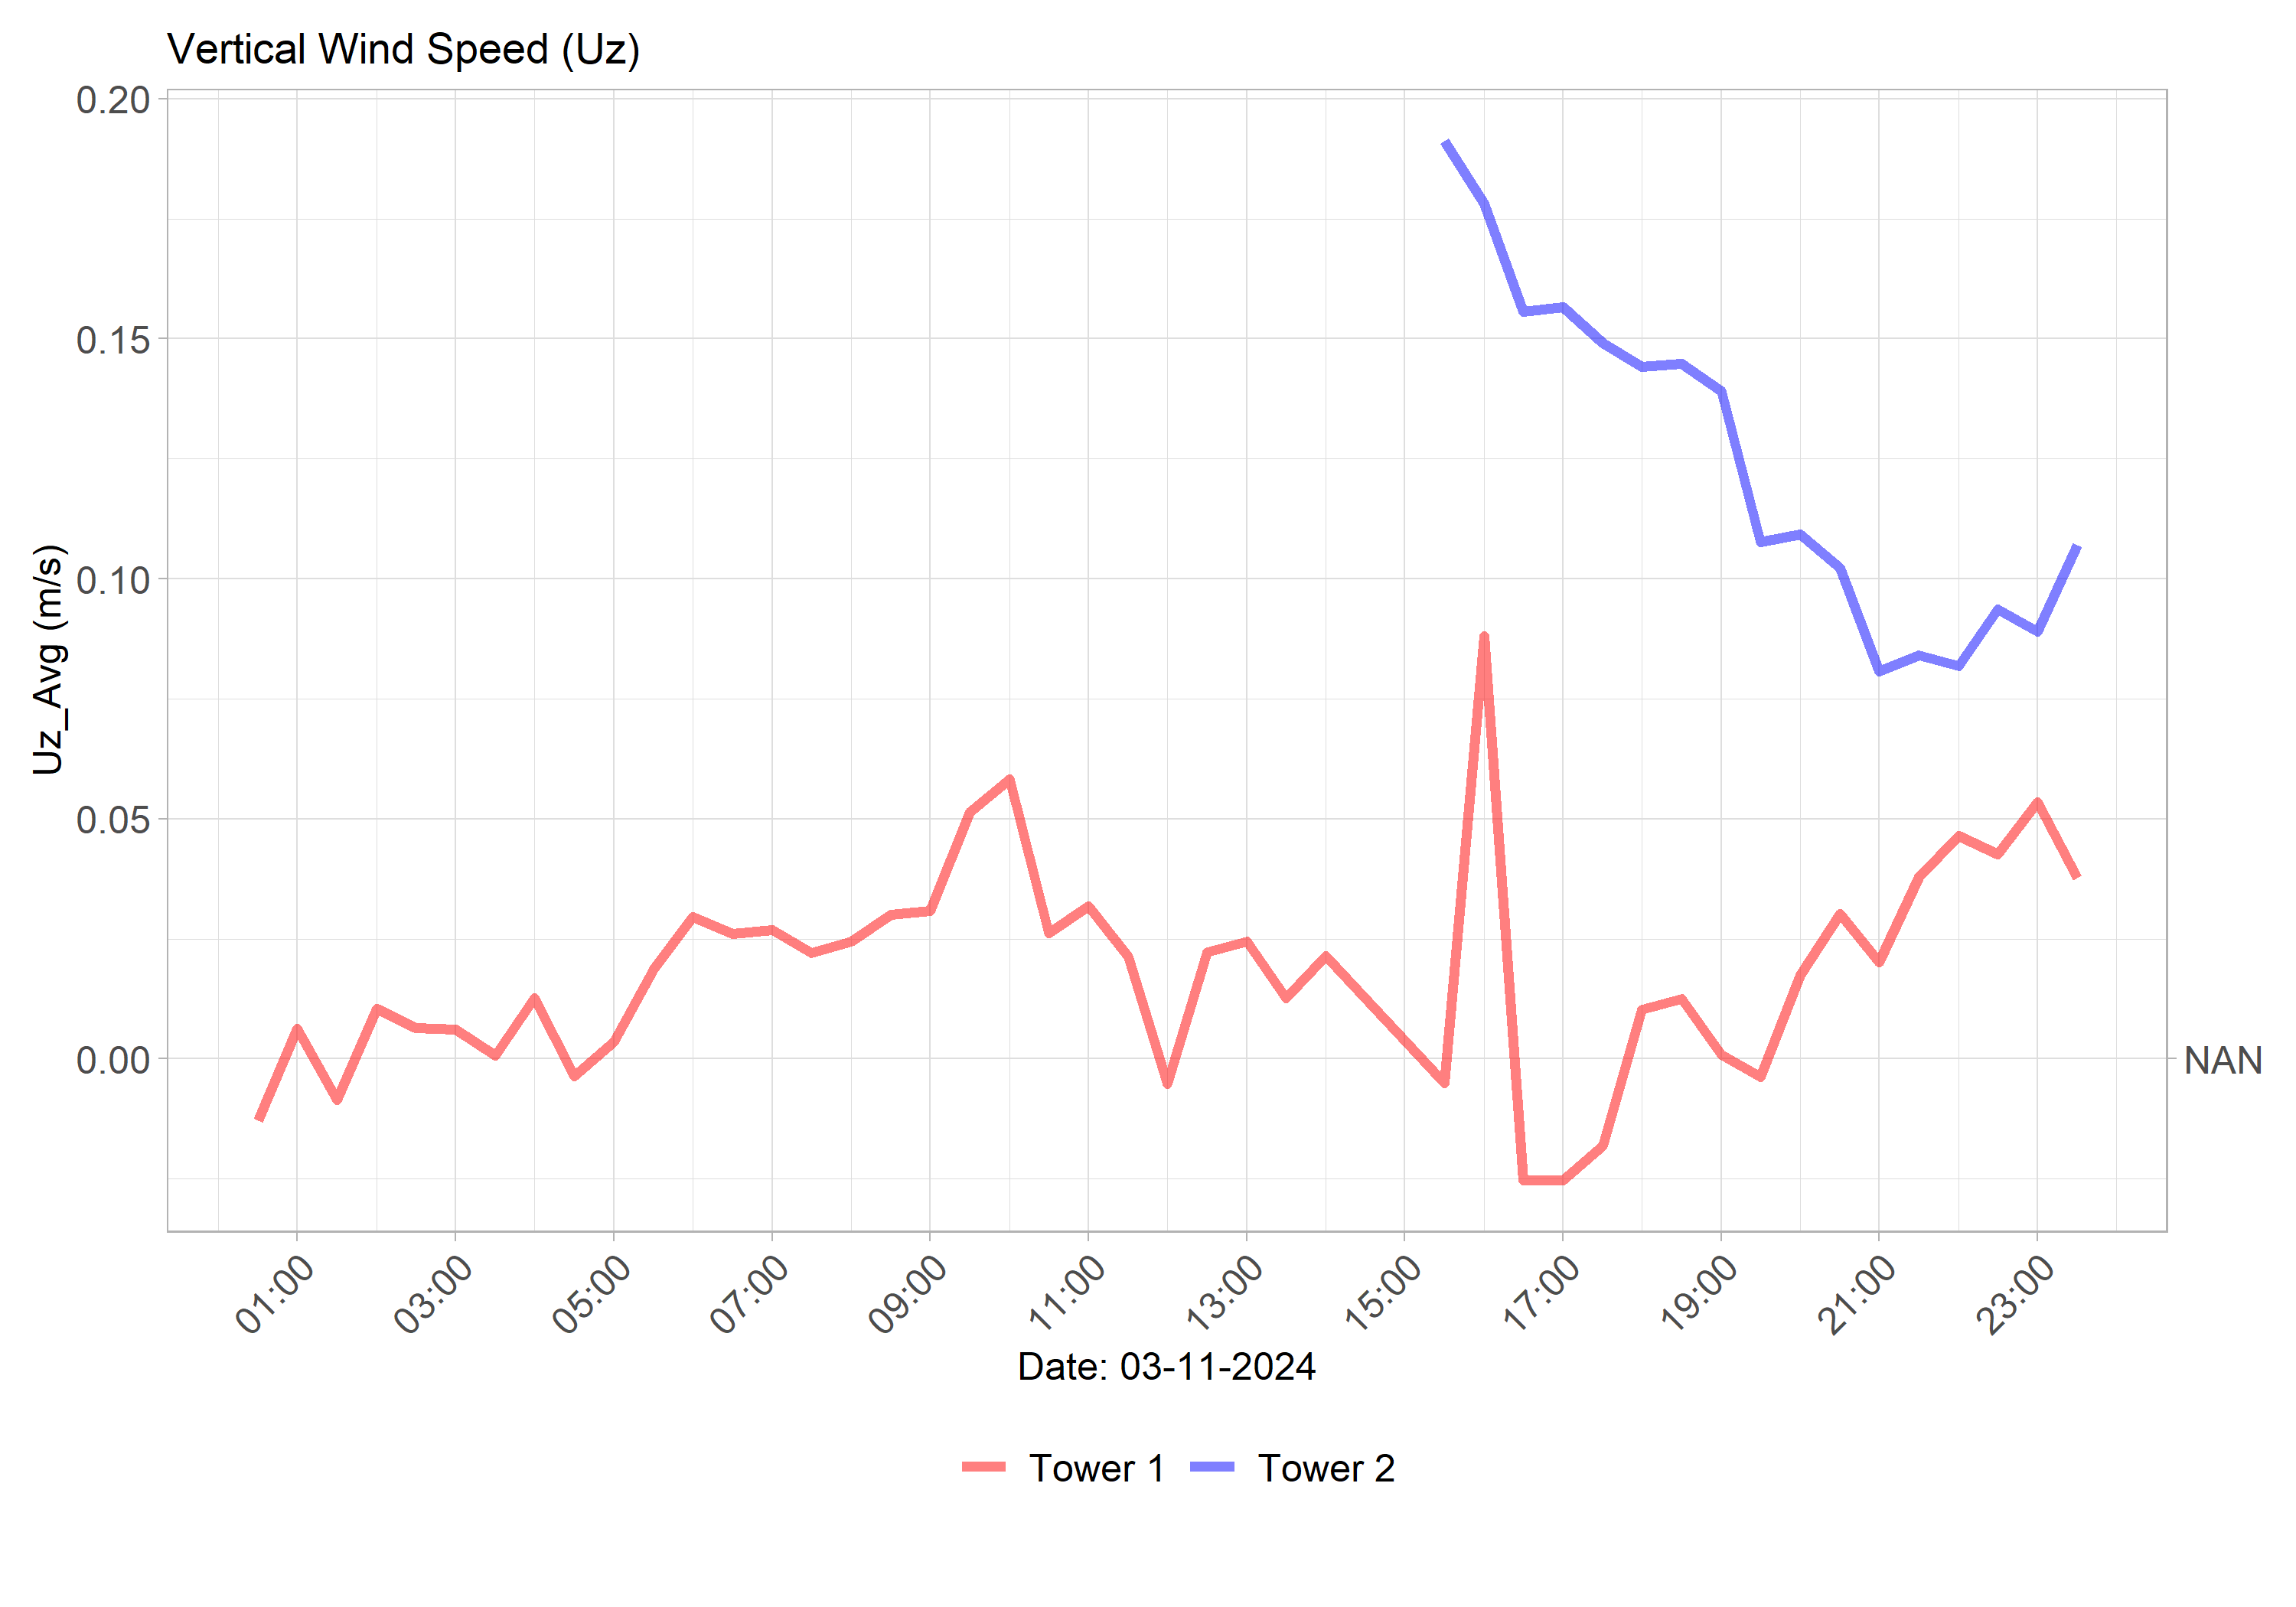 Vertical Wind Speed (Uz)
0.20
0.15
0.10
0.05
0.00
NAN
Uz_Avg (m/s)
01:00 03:00 05:00 07:00 09:00 11:00 13:00 15:00 17:00 19:00 21:00 23:00
Date: 03-11-2024
Tower 1 Tower 2